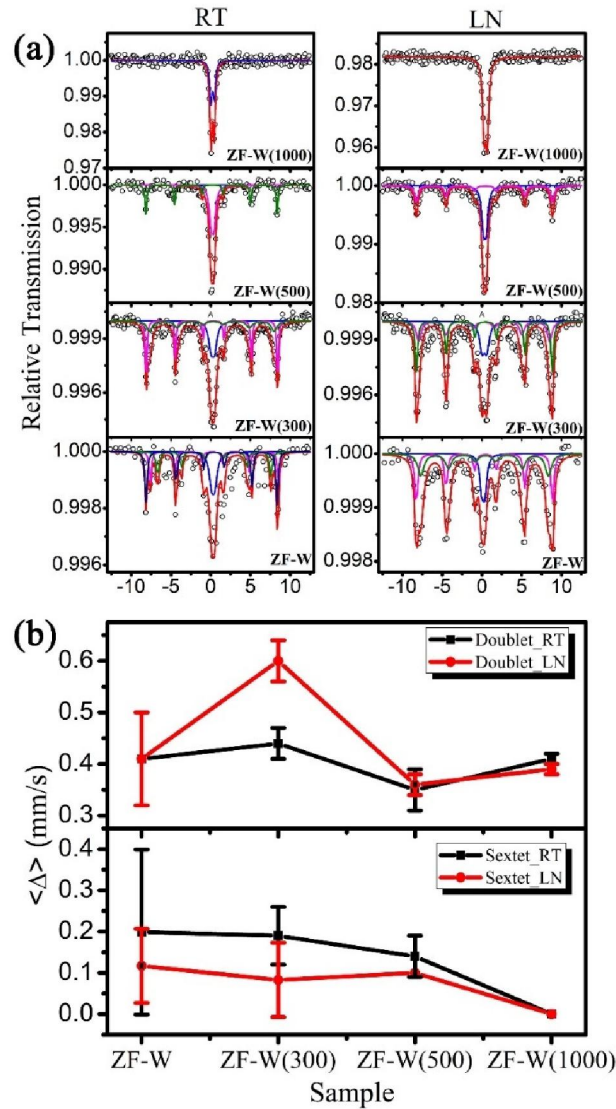 (a)
RT
LN
Relative Transmission
1.00
0.99
0.98
0.97
ZF-W(1000)
0.98
0.97
0.96
ZF-W(1000)
1.000
0.995
0.990
ZF-W(500)
1.00
0.99
0.98
ZF-W(500)
0.999
0.996
A
ZF-W(300)
0.999
0.996
A
ZF-W(300)
1.000
0.998
0.996
ZF-W
1.000
0.999
0.998
ZF-W
-10 -5 0 5 10
-10 -5 0 5 10
(b)
<Δ> (mm/s)
0.6
0.5
0.4
0.3
Doublet_RT
Doublet_LN
0.4
0.3
0.2
0.1
0.0
Sextet_RT
Sextet_LN
ZF-W ZF-W(300) ZF-W(500) ZF-W(1000)
Sample